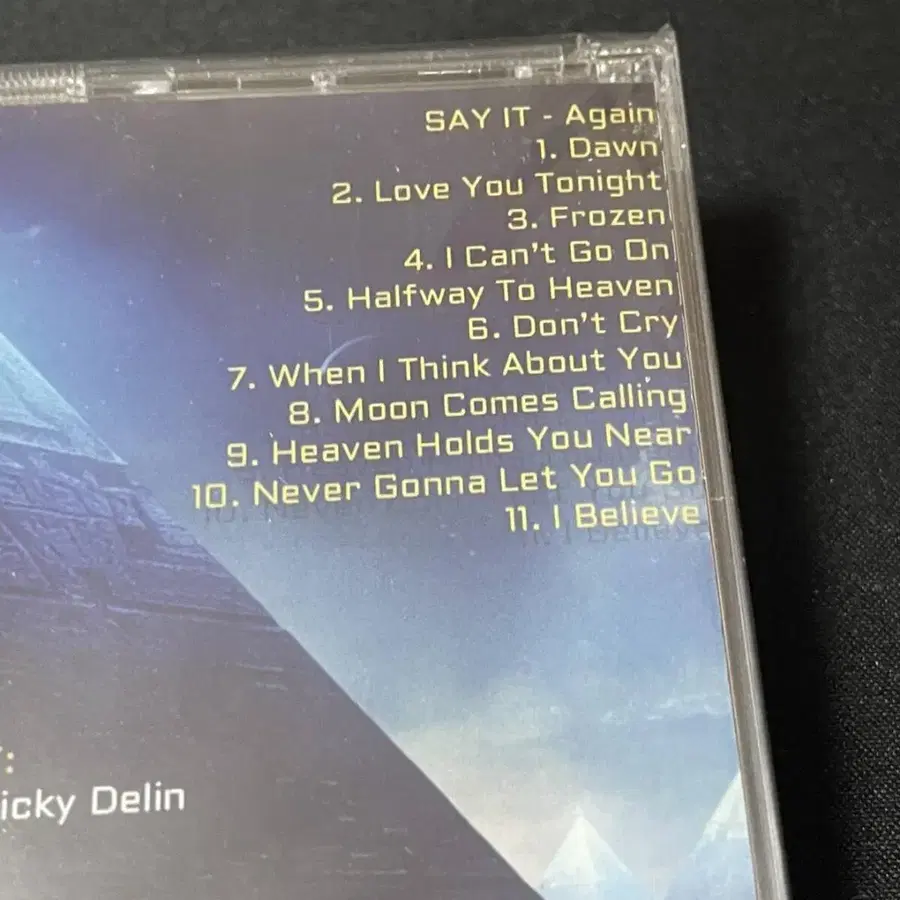 SAY IT - Again
1. Dawn
2. Love You Tonight
3. Frozen
4. I Can't Go On
5. Halfway To Heaven
6. Don't Cry
7. When I Think About You
8. Moon Comes Calling
9. Heaven Holds You Near
10. Never Gonna Let You Go
11. I Believe
:
icky Delin